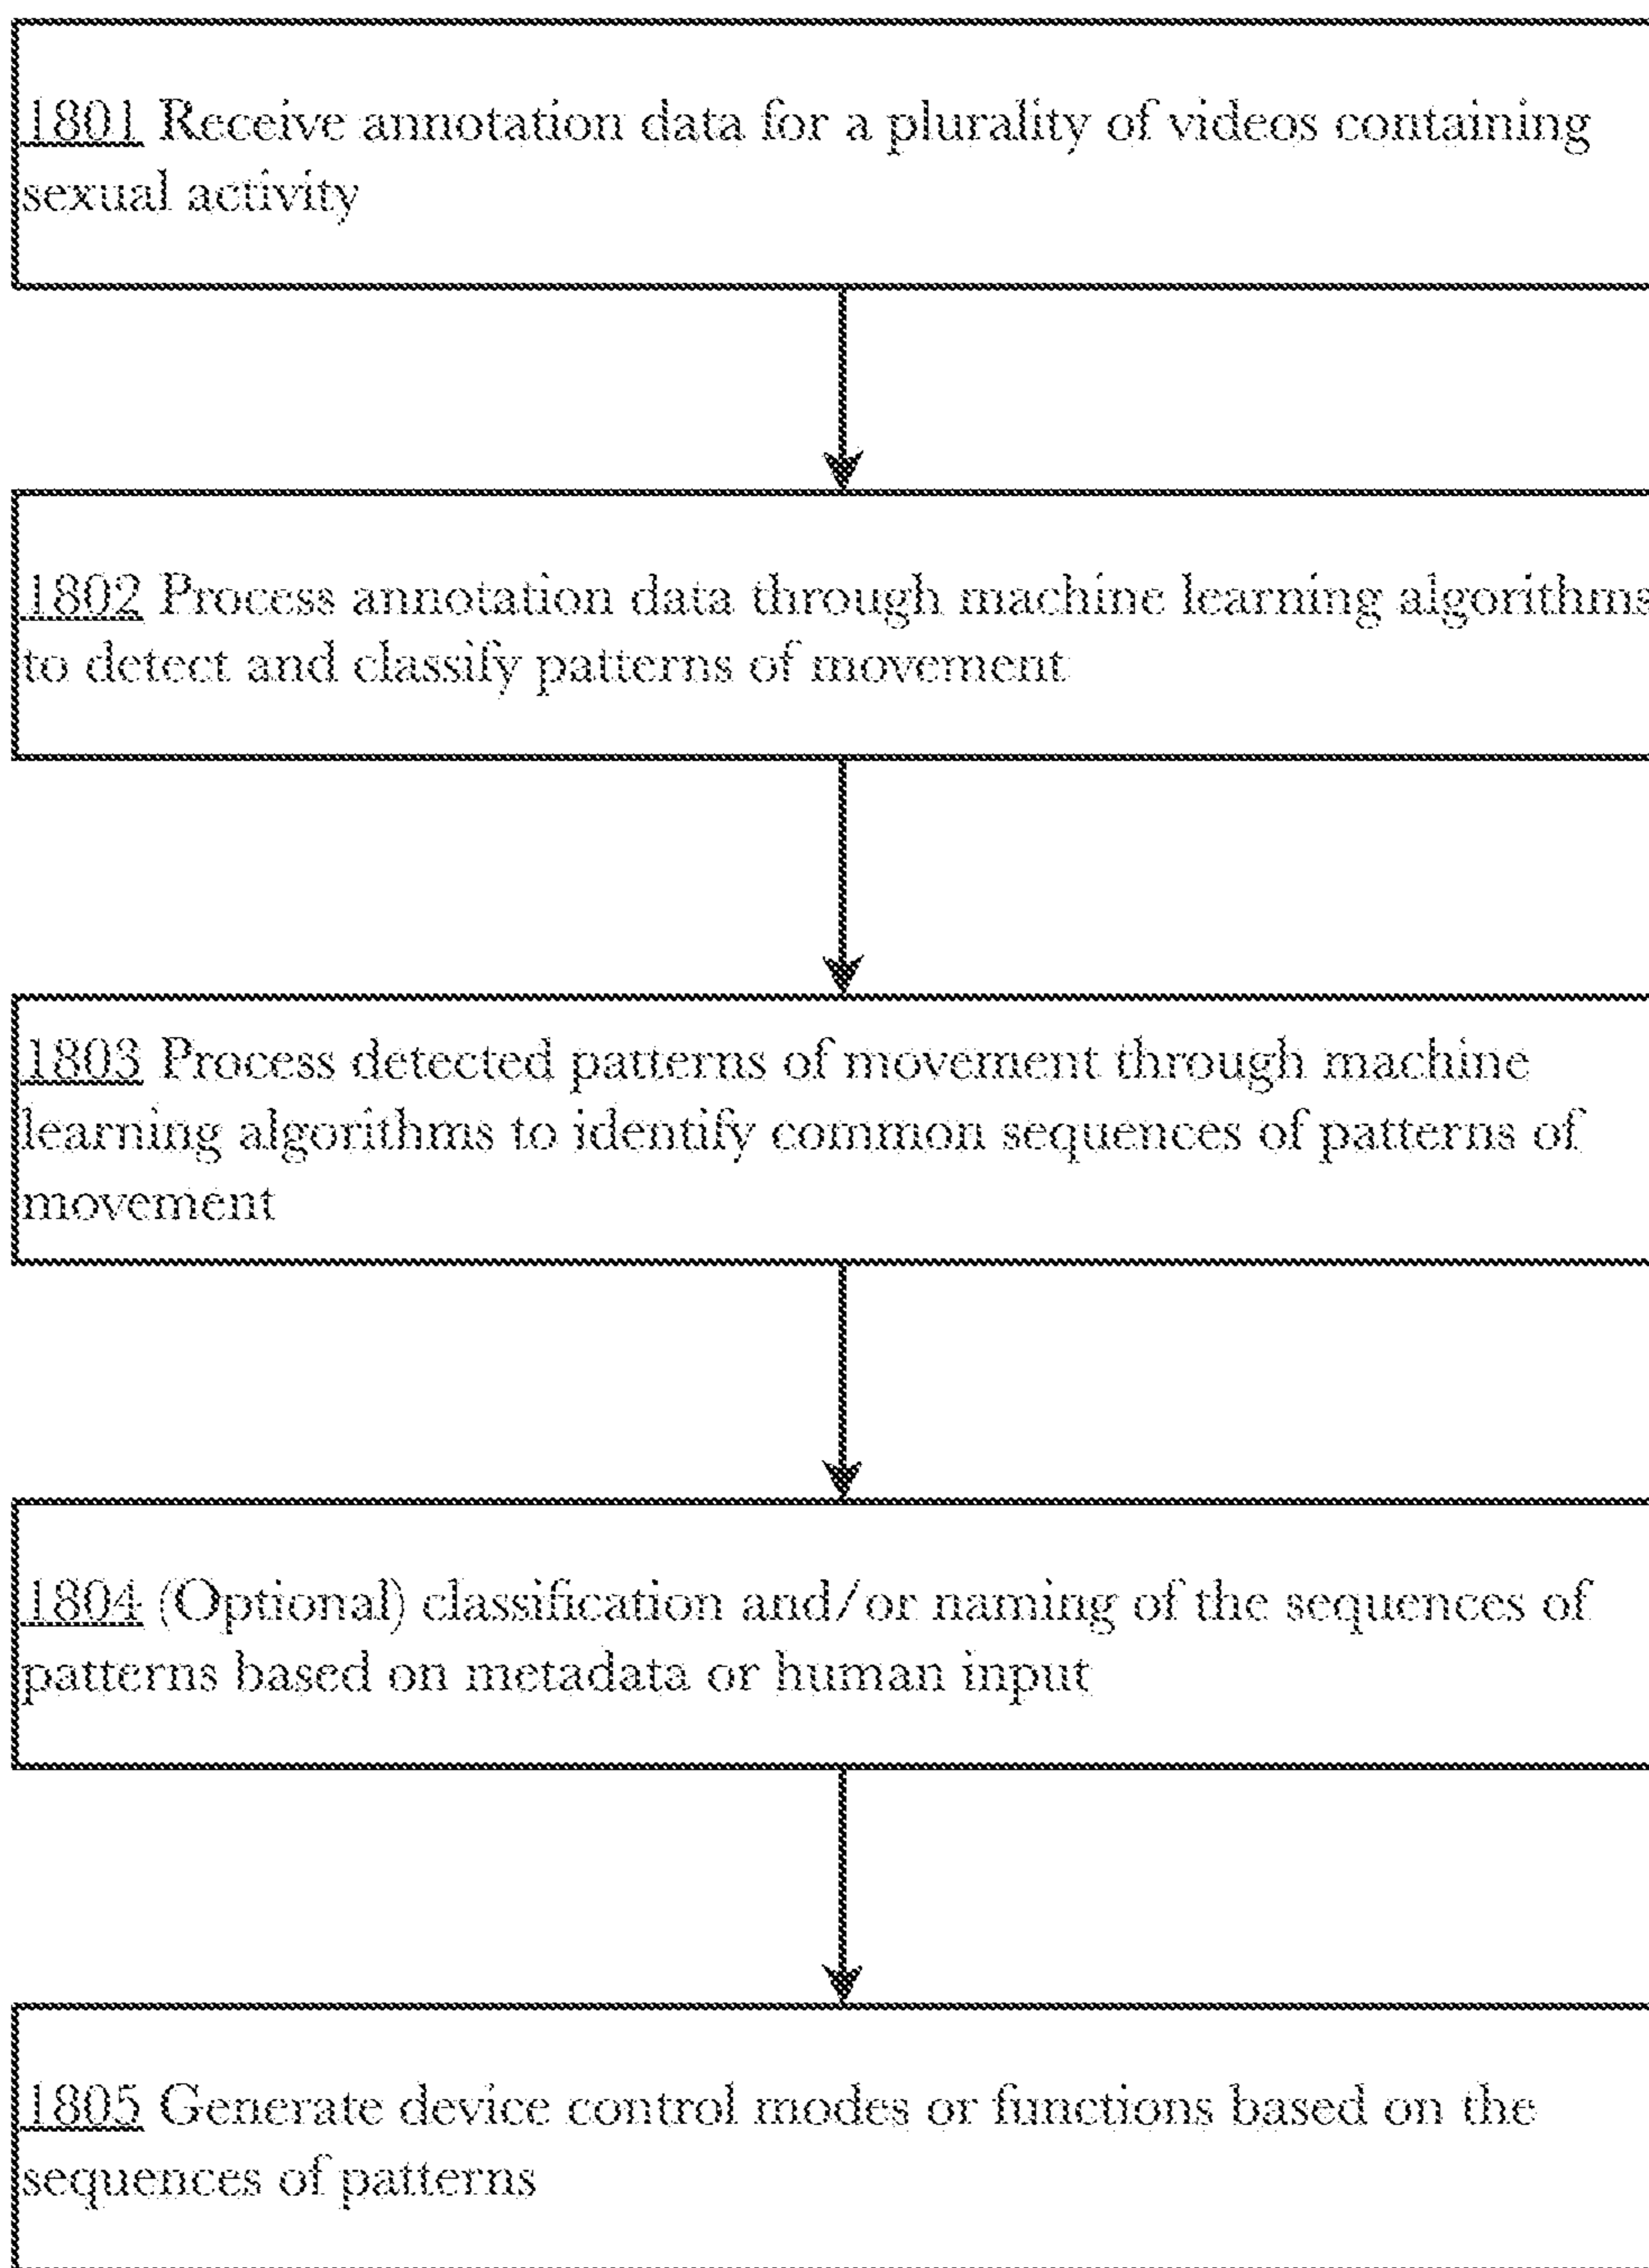 1801 Receive annotation data for a plurality of videos containing
sexual activity
1802 Process annotation data through machine learning algorithms
to detect and classify patterns of movement
1803 Process detected patterns of movement through machine
learning algorithms to identify common sequences of patterns of
movement
1804 (Optional) classification and/or naming of the sequences of
patterns based on metadata or human input
1805 Generate device control modes or functions based on the
sequences of patterns